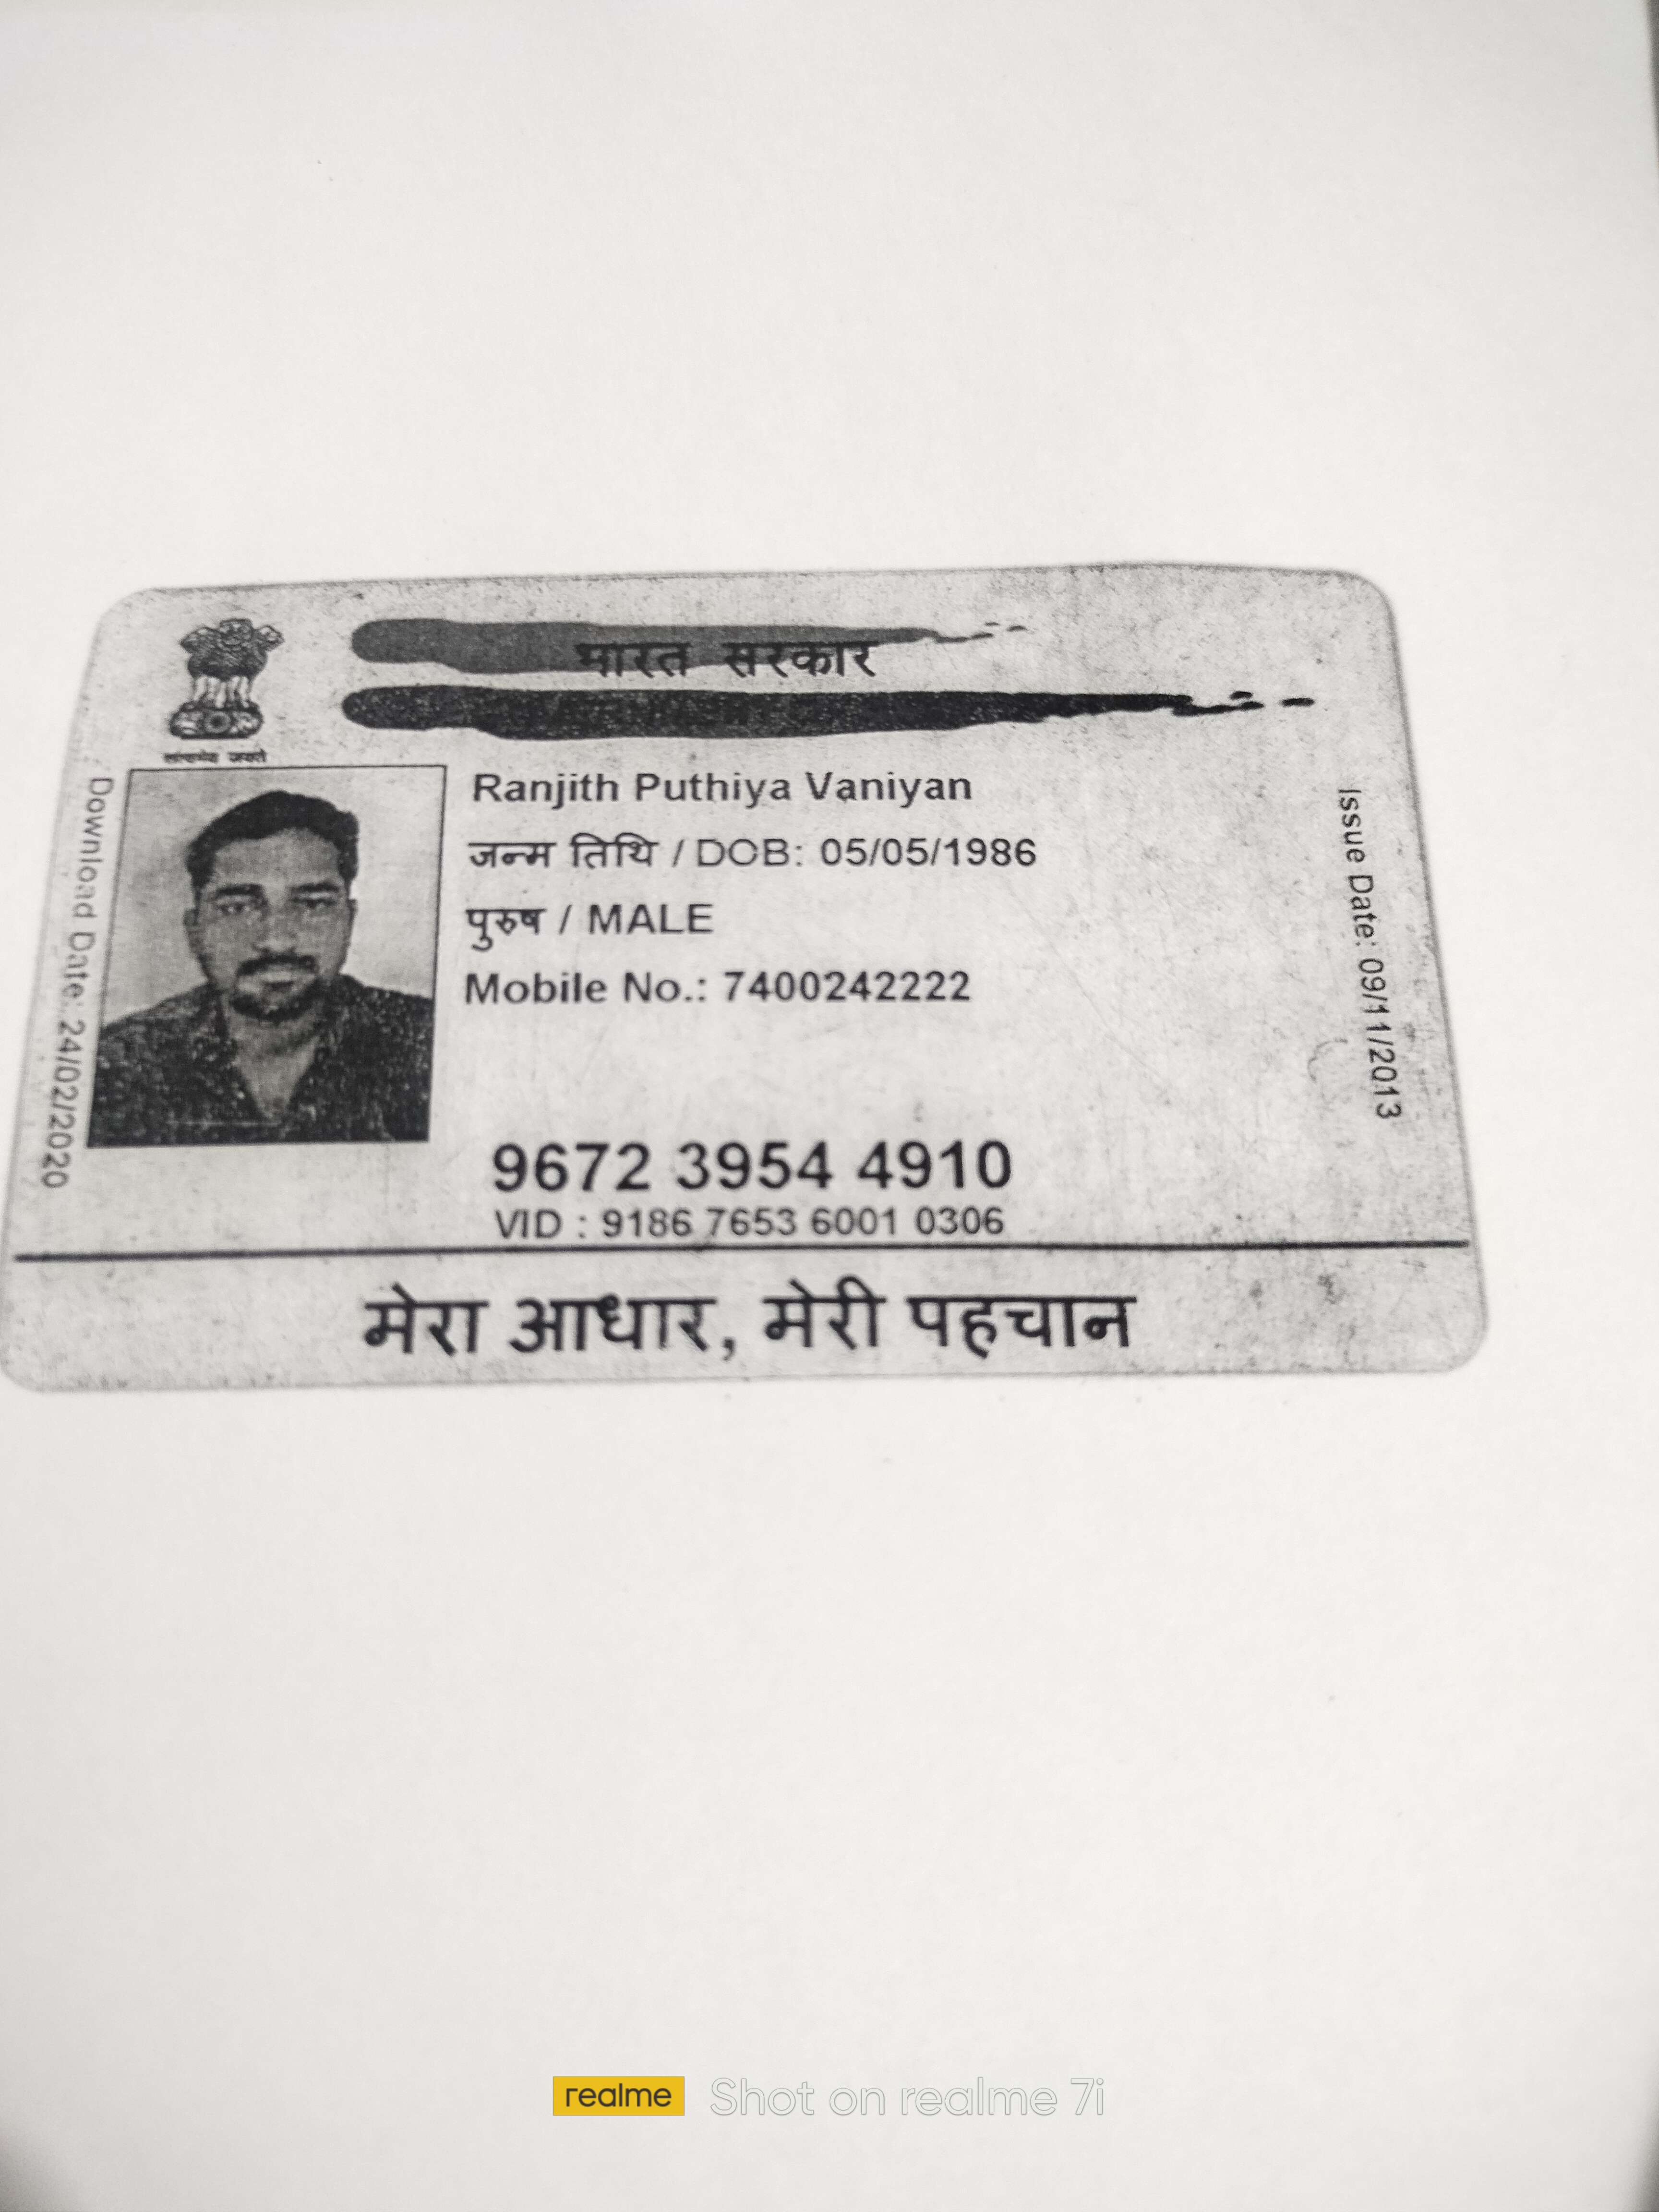 भारत सरकार
सत्यमेव जयते
Ranjith Puthiya Vaniyan
जन्म तिथि / DOB: 05/05/1986
पुरुष / MALE
Mobile No.: 7400242222
Download Date: 24/02/2020
Issue Date: 09/11/2013
9672 3954 4910
VID : 9186 7653 6001 0306
मेरा आधार, मेरी पहचान
realme Shot on realme 7i